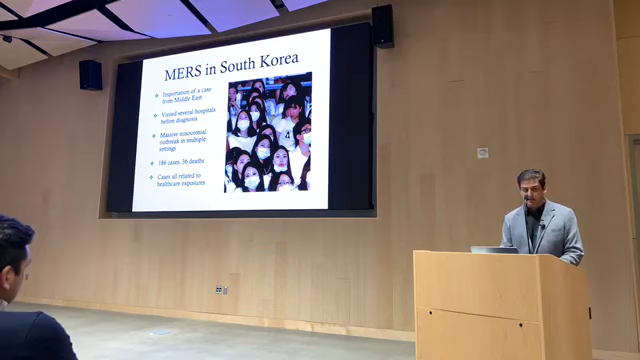 MERS in South Korea
Importation of a case
from Middle East
Visited several hospitals
before diagnosis
Massive nosocomial
outbreak in multiple
settings
186 cases, 36 deaths
Cases all related to
healthcare exposures